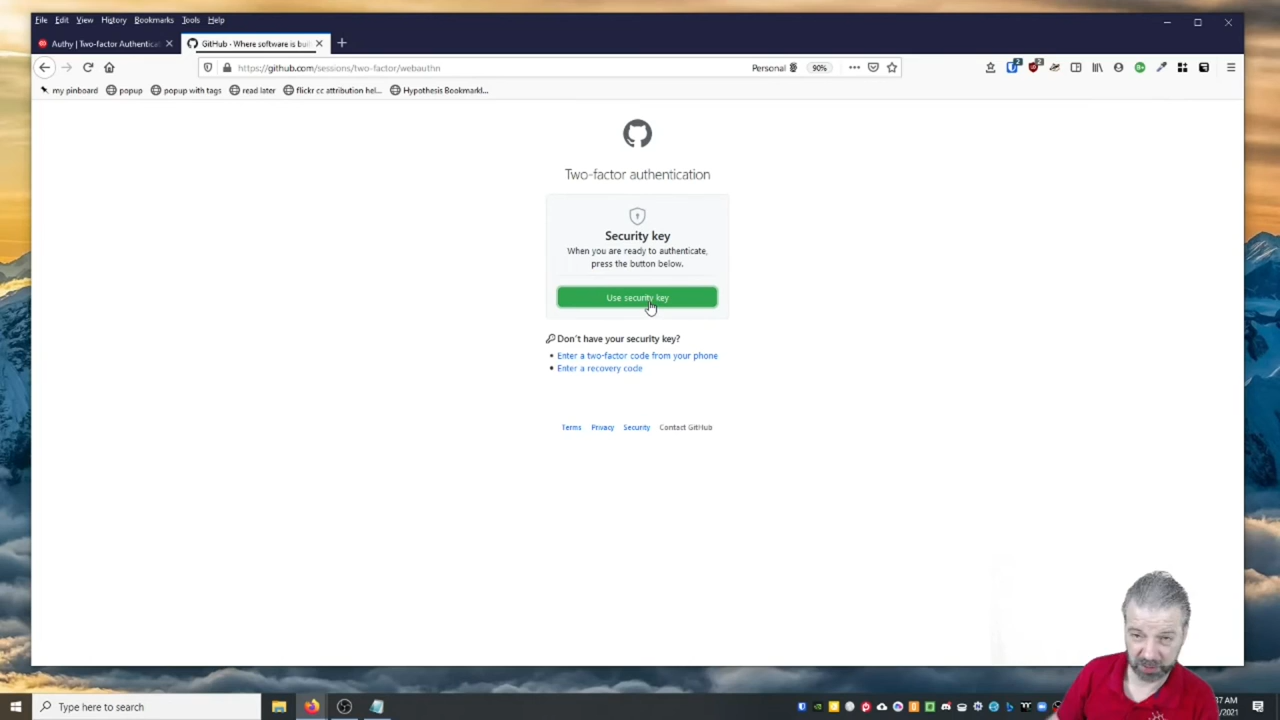 File Edit View History Bookmarks Tools Help
Authy | Two-factor Authenticat
GitHub - Where software is buil
https://github.com/sessions/two-factor/webauthn
Personal
90%
my pinboard
popup
popup with tags
read later
flickr cc attribution hel...
Hypothesis Bookmarkl...
Two-factor authentication
Security key
When you are ready to authenticate,
press the button below.
Use security key
Don't have your security key?
• Enter a two-factor code from your phone
• Enter a recovery code
Terms Privacy Security Contact GitHub
Type here to search